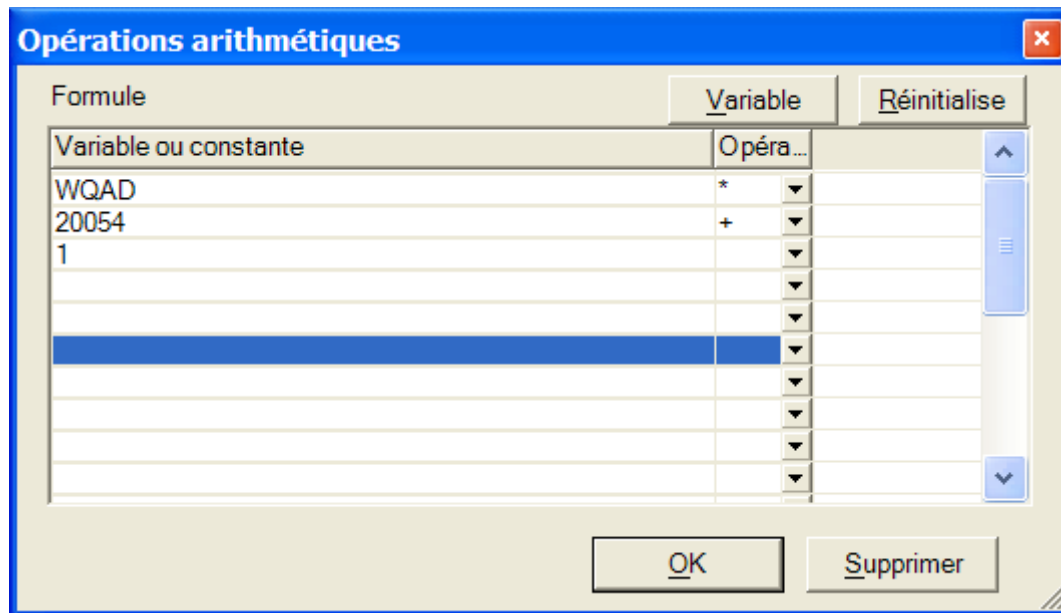 Opérations arithmétiques
Formule Variable Réinitialise
Variable ou constante Opéra...
WQAD *
20054 +
1
OK Supprimer